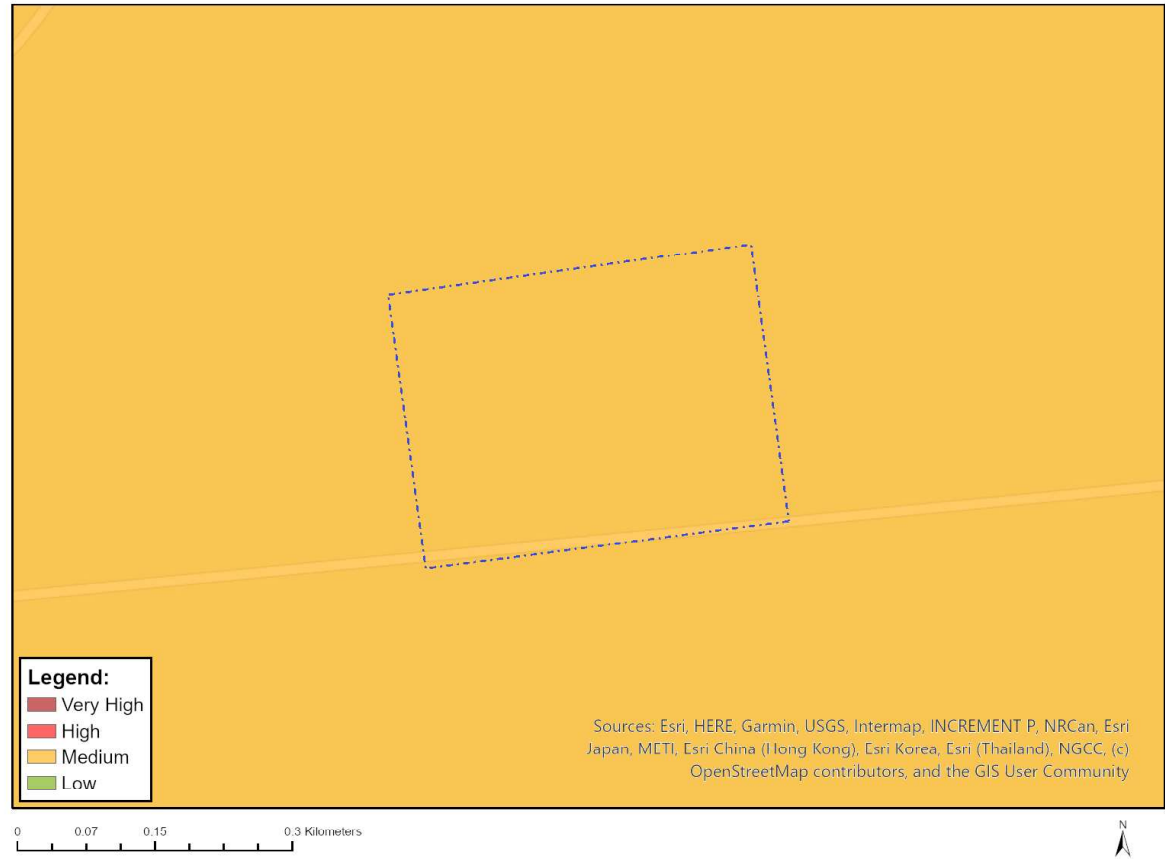 Legend:
Very High
High
Medium
Low
Sources: Esri, HERE, Garmin, USGS, Intermap, INCREMENT P, NRCan, Esri
Japan, METI, Esri China (Hong Kong), Esri Korea, Esri (Thailand), NGCC, (c)
OpenStreetMap contributors, and the GIS User Community
0 0.07 0.15 0.3 Kilometers
N